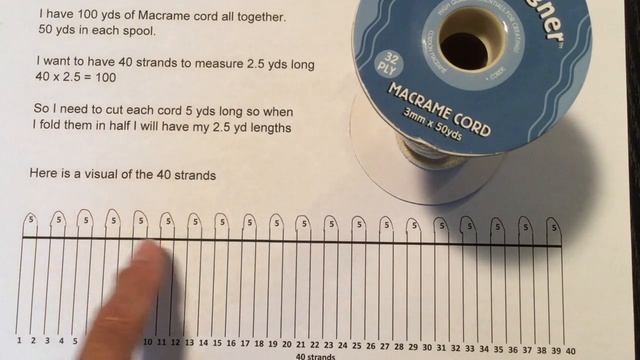 I have 100 yds of Macrame cord all together.
50 yds in each spool.
I want to have 40 strands to measure 2.5 yds long
40 x 2.5 = 100
So I need to cut each cord 5 yds long so when
I fold them in half I will have my 2.5 yd lengths
Here is a visual of the 40 strands
gner™
32
PLY
MACRAME CORD
3mm x 50yds
5 5 5 5 5 5 5 5 5 5 5 5 5 5 5 5 5 5 5 5
1 2 3 4 5 10 11 12 13 14 15 16 17 18 19 20 21 22 23 24 25 26 27 28 29 30 31 32 33 34 35 36 37 38 39 40
40 strands